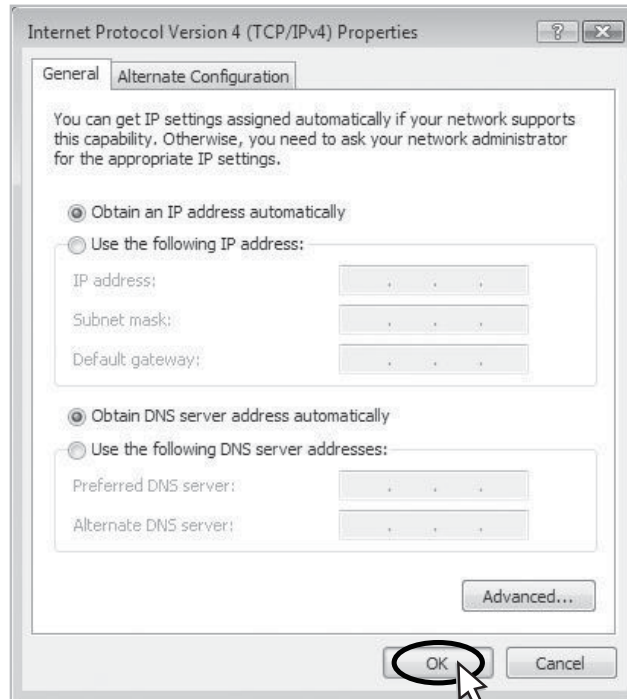 Internet Protocol Version 4 (TCP/IPv4) Properties
General
Alternate Configuration
You can get IP settings assigned automatically if your network supports
this capability. Otherwise, you need to ask your network administrator
for the appropriate IP settings.
Obtain an IP address automatically
Use the following IP address:
IP address:
Subnet mask:
Default gateway:
Obtain DNS server address automatically
Use the following DNS server addresses:
Preferred DNS server:
Alternate DNS server:
Advanced...
OK
Cancel